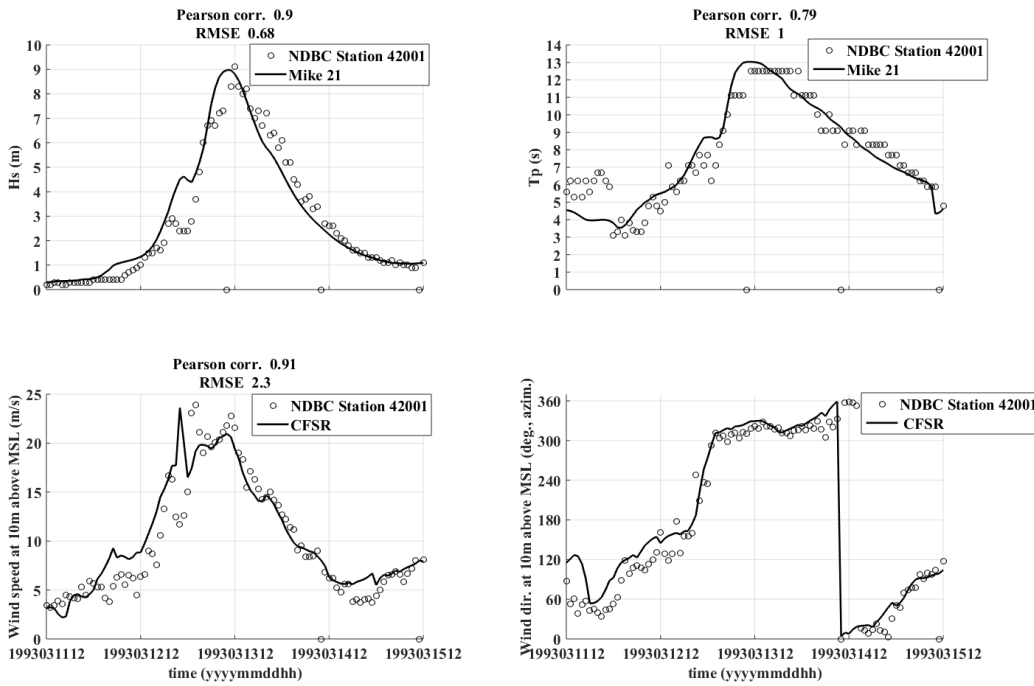 Pearson corr.  0.9
RMSE  0.68
NDBC Station 42001
Mike 21
Hs (m)
10
9
8
7
6
5
4
3
2
1
0
Pearson corr.  0.79
RMSE  1
NDBC Station 42001
Mike 21
Tp (s)
14
13
12
11
10
9
8
7
6
5
4
3
2
1
0
Pearson corr.  0.91
RMSE  2.3
NDBC Station 42001
CFSR
Wind speed at 10m above MSL (m/s)
25
20
15
10
5
0
1993031112 1993031212 1993031312 1993031412 1993031512
time (yyyymmddhh)
NDBC Station 42001
CFSR
Wind dir. at 10m above MSL (deg., azim.)
360
300
240
180
120
60
0
1993031112 1993031212 1993031312 1993031412 1993031512
time (yyyymmddhh)